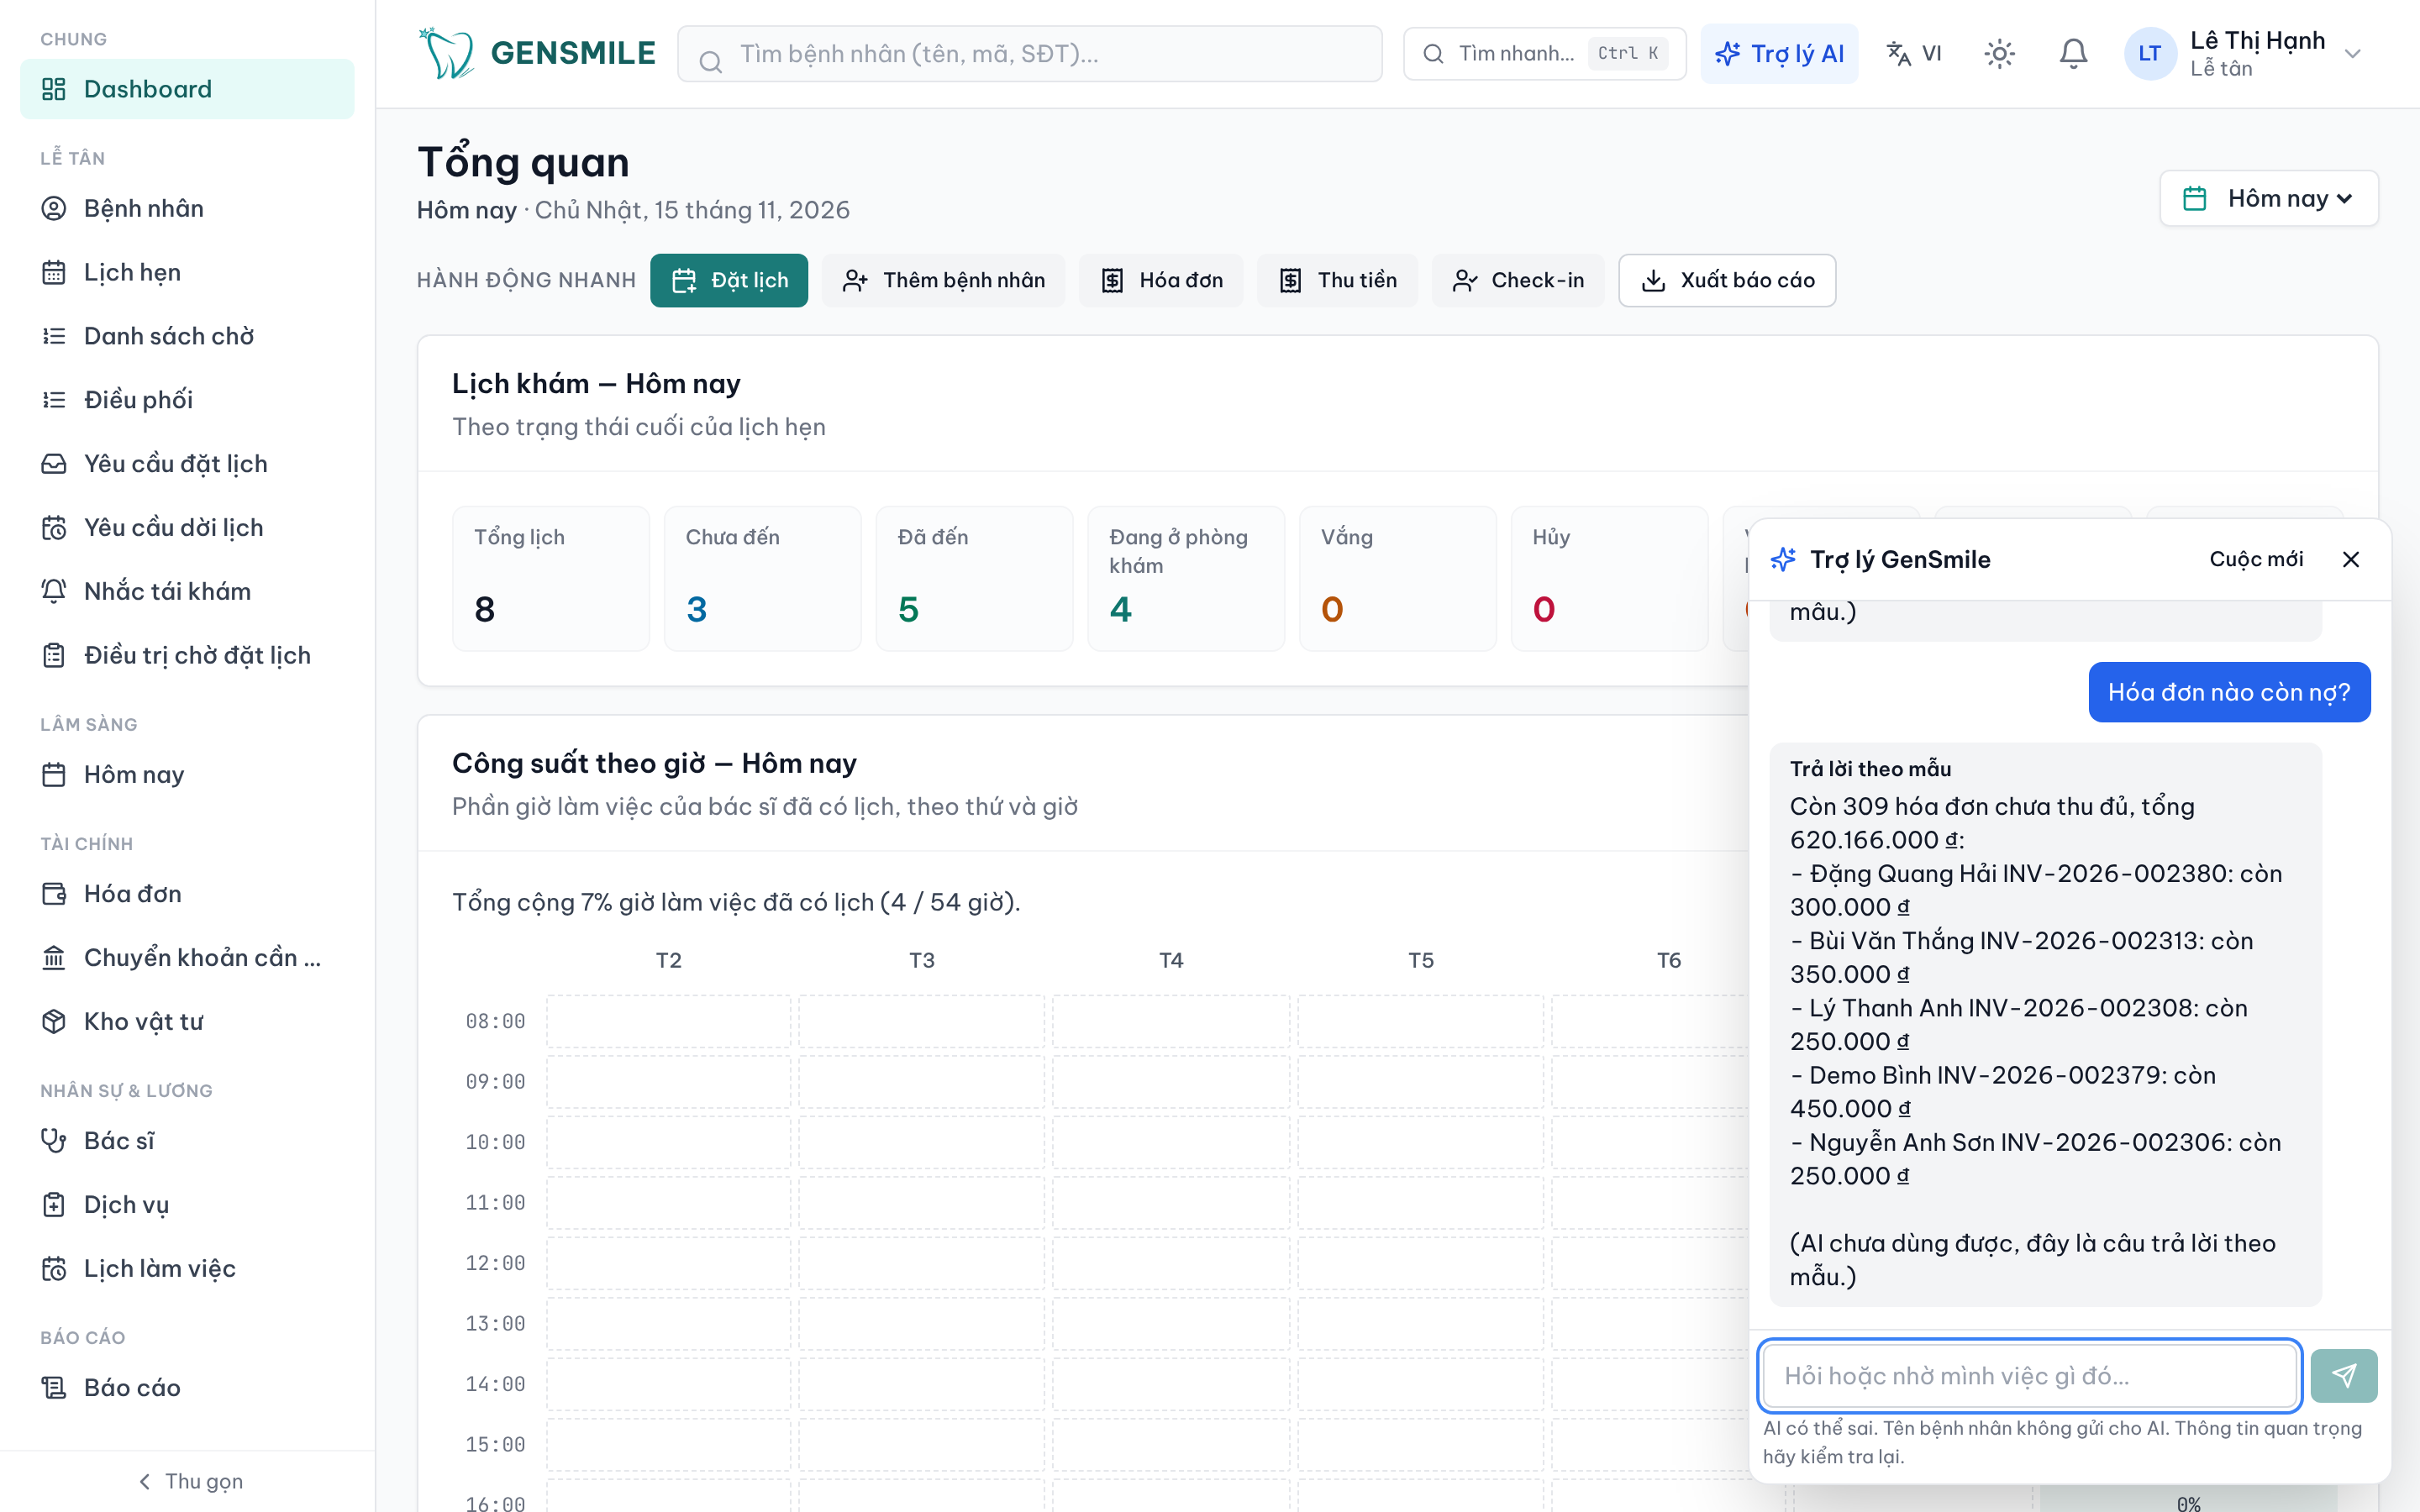 CHUNG
Dashboard
LỄ TÂN
Bệnh nhân
Lịch hẹn
Danh sách chờ
Điều phối
Yêu cầu đặt lịch
Yêu cầu dời lịch
Nhắc tái khám
Điều trị chờ đặt lịch
LÂM SÀNG
Hôm nay
TÀI CHÍNH
Hóa đơn
Chuyển khoản cần ...
Kho vật tư
NHÂN SỰ & LƯƠNG
Bác sĩ
Dịch vụ
Lịch làm việc
BÁO CÁO
Báo cáo
Thu gọn
GENSMILE
Tìm bệnh nhân (tên, mã, SĐT)...
Tìm nhanh... Ctrl K
Trợ lý AI
VI
LT
Lê Thị Hạnh
Lễ tân
Tổng quan
Hôm nay · Chủ Nhật, 15 tháng 11, 2026
Hôm nay
HÀNH ĐỘNG NHANH Đặt lịch Thêm bệnh nhân Hóa đơn Thu tiền Check-in Xuất báo cáo
Lịch khám — Hôm nay
Theo trạng thái cuối của lịch hẹn
Tổng lịch
8
Chưa đến
3
Đã đến
5
Đang ở phòng
khám
4
Vắng
0
Hủy
0
Công suất theo giờ — Hôm nay
Phần giờ làm việc của bác sĩ đã có lịch, theo thứ và giờ
Tổng cộng 7% giờ làm việc đã có lịch (4 / 54 giờ).
T2 T3 T4 T5 T6
08:00
09:00
10:00
11:00
12:00
13:00
14:00
15:00
16:00
0%
Trợ lý GenSmile
Cuộc mới
mẫu.)
Hóa đơn nào còn nợ?
Trả lời theo mẫu
Còn 309 hóa đơn chưa thu đủ, tổng
620.166.000 ₫:
- Đặng Quang Hải INV-2026-002380: còn
300.000 ₫
- Bùi Văn Thắng INV-2026-002313: còn
350.000 ₫
- Lý Thanh Anh INV-2026-002308: còn
250.000 ₫
- Demo Bình INV-2026-002379: còn
450.000 ₫
- Nguyễn Anh Sơn INV-2026-002306: còn
250.000 ₫
(AI chưa dùng được, đây là câu trả lời theo
mẫu.)
Hỏi hoặc nhờ mình việc gì đó...
AI có thể sai. Tên bệnh nhân không gửi cho AI. Thông tin quan trọng
hãy kiểm tra lại.